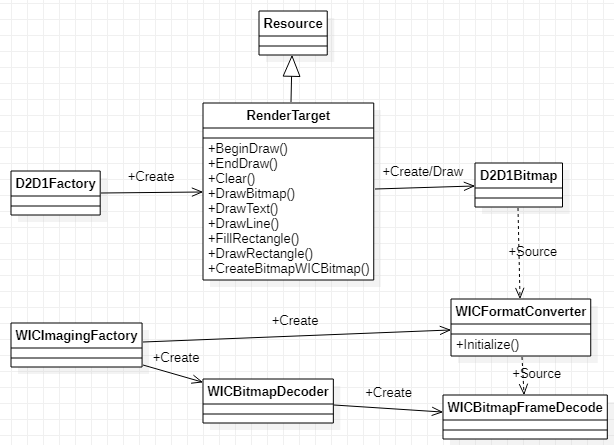 Resource
RenderTarget
+BeginDraw()
+EndDraw()
+Clear()
+DrawBitmap()
+DrawText()
+DrawLine()
+FillRectangle()
+DrawRectangle()
+CreateBitmapWICBitmap()
D2D1Factory
+Create
+Create/Draw
D2D1Bitmap
+Source
WICImagingFactory
+Create
WICFormatConverter
+Initialize()
+Create
WICBitmapDecoder
+Create
+Source
WICBitmapFrameDecode